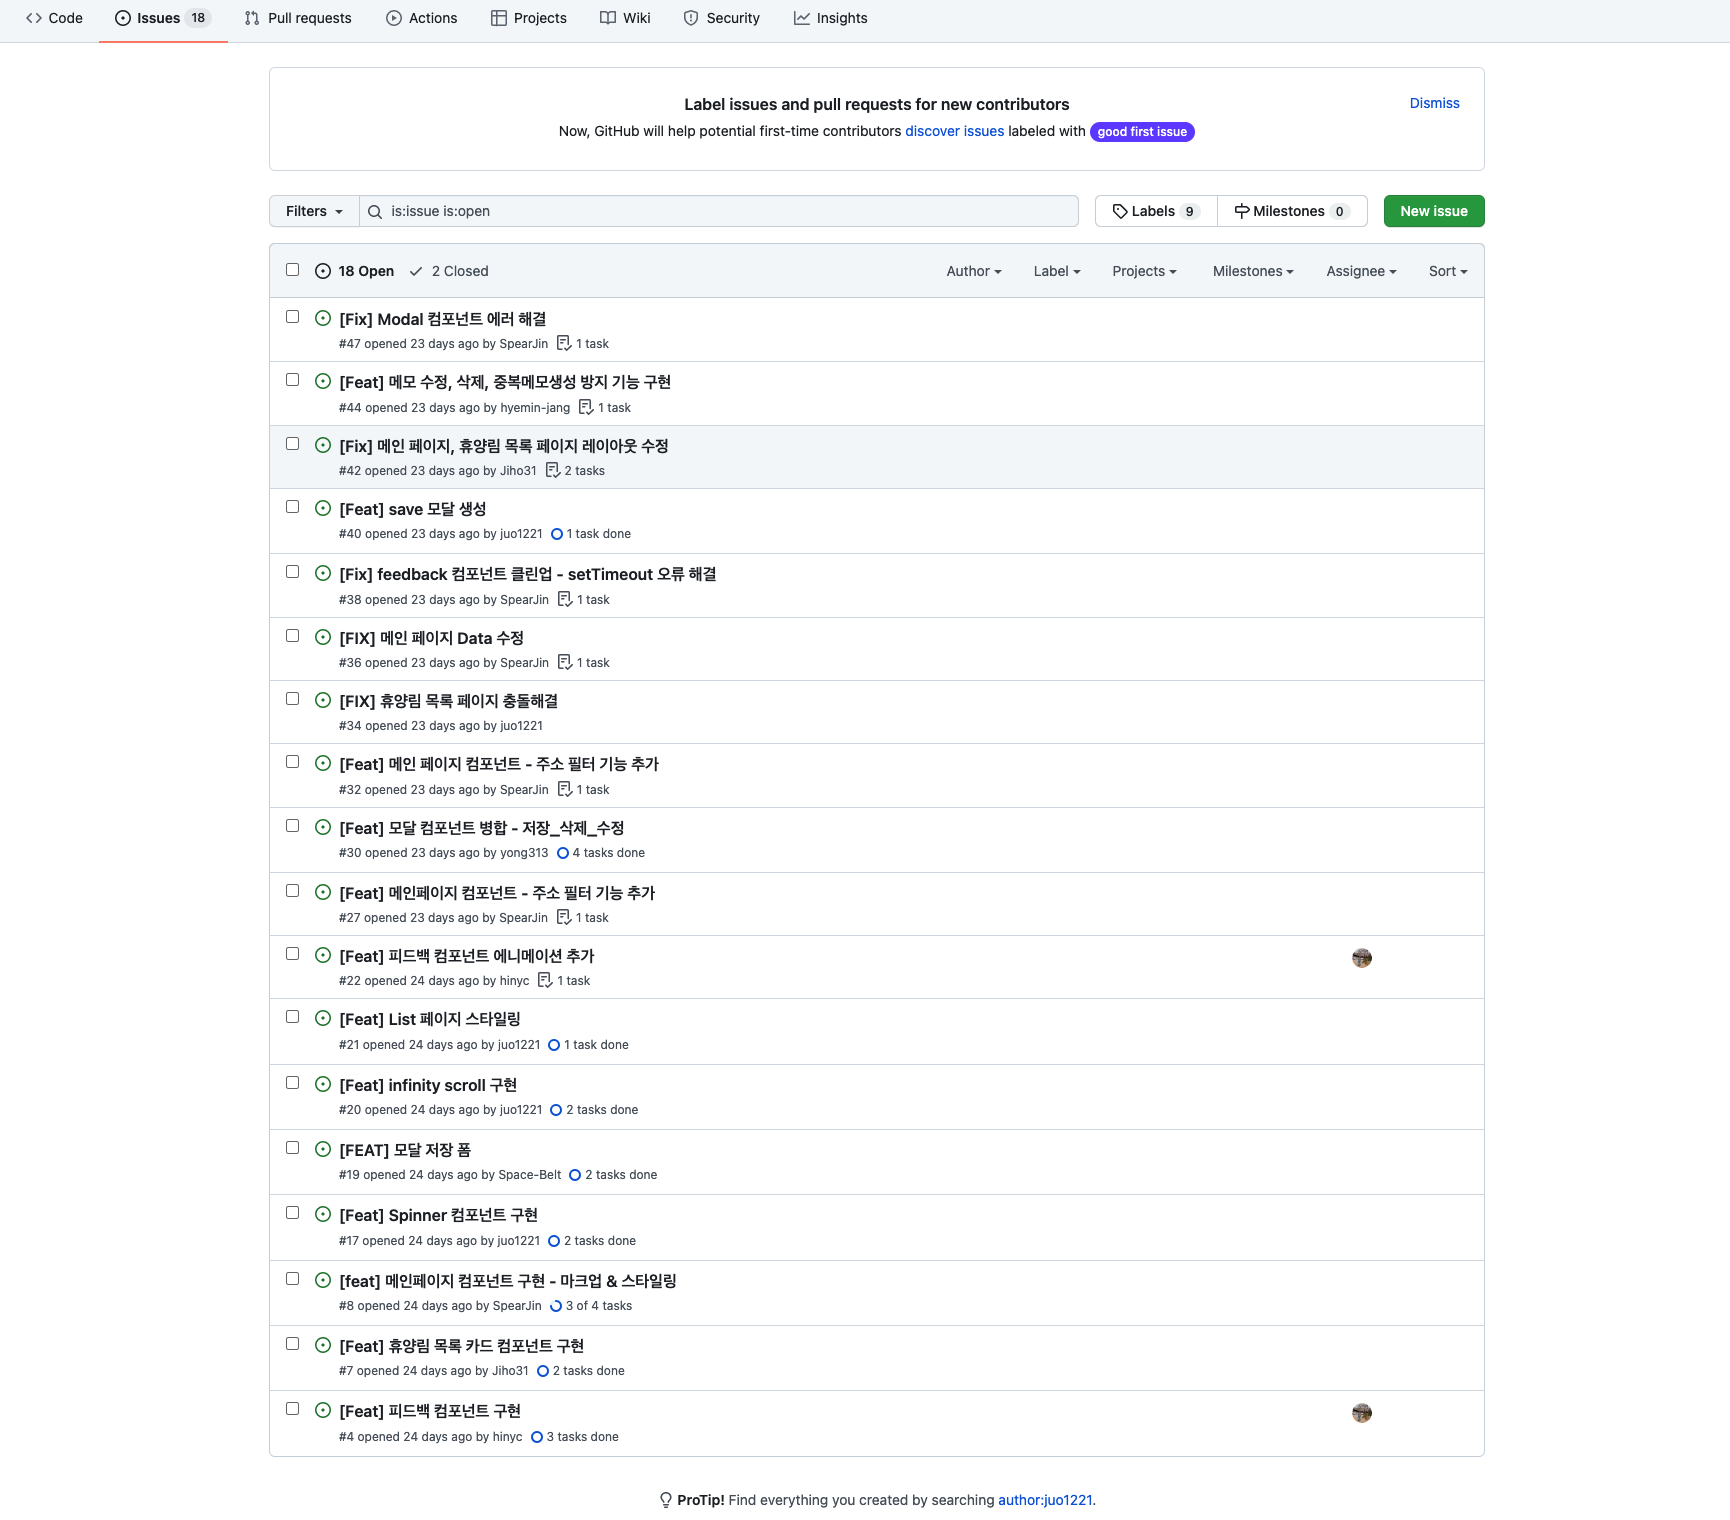 Code Issues 18 Pull requests Actions Projects Wiki Security Insights
Label issues and pull requests for new contributors
Dismiss
Now, GitHub will help potential first-time contributors discover issues labeled with good first issue
Filters is:issue is:open Labels 9 Milestones 0 New issue
18 Open 2 Closed Author Label Projects Milestones Assignee Sort
[Fix] Modal 컴포넌트 에러 해결
#47 opened 23 days ago by SpearJin 1 task
[Feat] 메모 수정, 삭제, 중복메모생성 방지 기능 구현
#44 opened 23 days ago by hyemin-jang 1 task
[Fix] 메인 페이지, 휴양림 목록 페이지 레이아웃 수정
#42 opened 23 days ago by Jiho31 2 tasks
[Feat] save 모달 생성
#40 opened 23 days ago by juo1221 1 task done
[Fix] feedback 컴포넌트 클린업 - setTimeout 오류 해결
#38 opened 23 days ago by SpearJin 1 task
[FIX] 메인 페이지 Data 수정
#36 opened 23 days ago by SpearJin 1 task
[FIX] 휴양림 목록 페이지 충돌해결
#34 opened 23 days ago by juo1221
[Feat] 메인 페이지 컴포넌트 - 주소 필터 기능 추가
#32 opened 23 days ago by SpearJin 1 task
[Feat] 모달 컴포넌트 병합 - 저장_삭제_수정
#30 opened 23 days ago by yong313 4 tasks done
[Feat] 메인페이지 컴포넌트 - 주소 필터 기능 추가
#27 opened 23 days ago by SpearJin 1 task
[Feat] 피드백 컴포넌트 에니메이션 추가
#22 opened 24 days ago by hinyc 1 task
[Feat] List 페이지 스타일링
#21 opened 24 days ago by juo1221 1 task done
[Feat] infinity scroll 구현
#20 opened 24 days ago by juo1221 2 tasks done
[FEAT] 모달 저장 폼
#19 opened 24 days ago by Space-Belt 2 tasks done
[Feat] Spinner 컴포넌트 구현
#17 opened 24 days ago by juo1221 2 tasks done
[feat] 메인페이지 컴포넌트 구현 - 마크업 & 스타일링
#8 opened 24 days ago by SpearJin 3 of 4 tasks
[Feat] 휴양림 목록 카드 컴포넌트 구현
#7 opened 24 days ago by Jiho31 2 tasks done
[Feat] 피드백 컴포넌트 구현
#4 opened 24 days ago by hinyc 3 tasks done
ProTip! Find everything you created by searching author:juo1221.